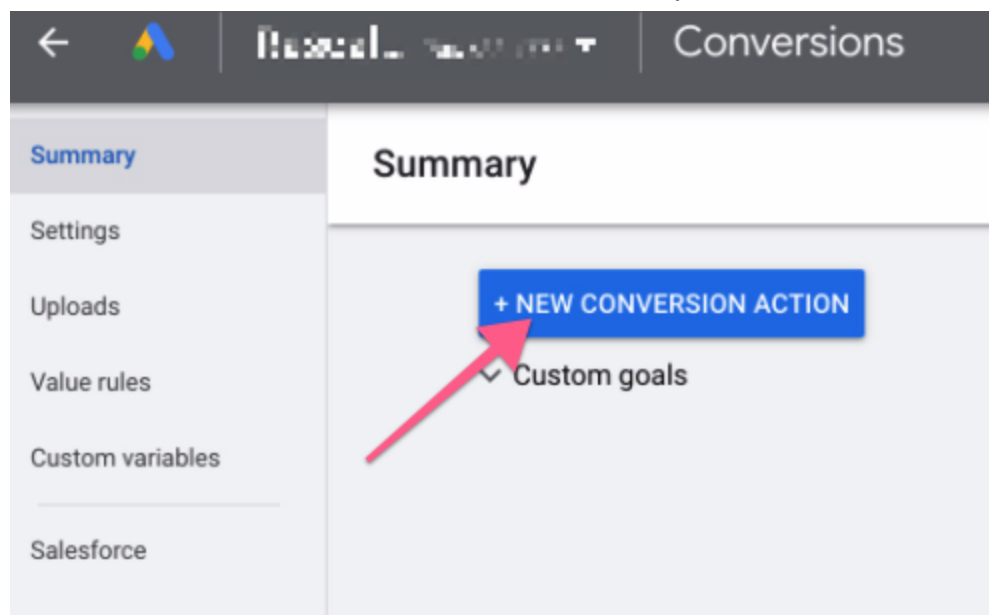 Conversions
Summary
Settings
Uploads
Value rules
Custom variables
Salesforce
Summary
+ NEW CONVERSION ACTION
Custom goals